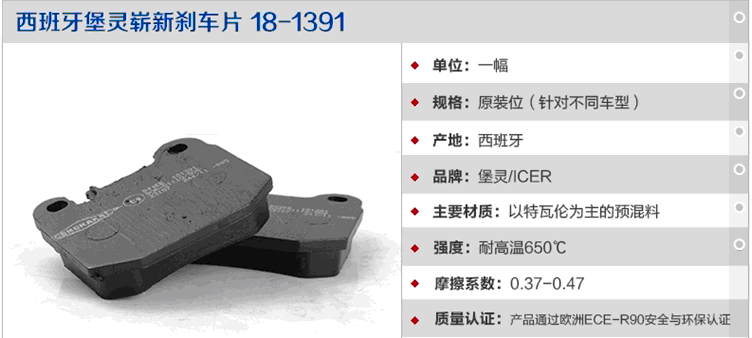 西班牙堡灵崭新刹车片 18-1391
单位：一幅
规格：原装位（针对不同车型）
产地：西班牙
品牌：堡灵/ICER
主要材质：以特瓦伦为主的预混料
强度：耐高温650℃
摩擦系数：0.37-0.47
质量认证：产品通过欧洲ECE-R90安全与环保认证